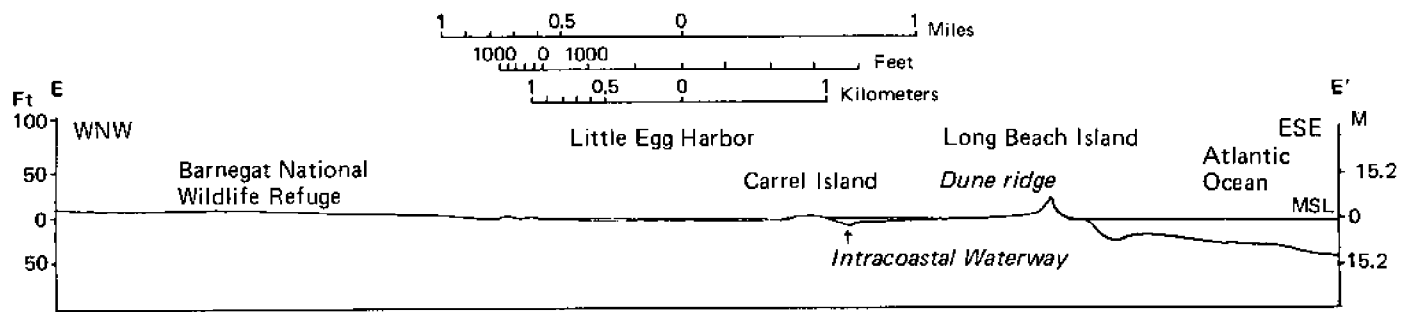 1 0.5 0 1 Miles
1000 0 1000 Feet
1 0.5 0 1 Kilometers
Ft E E' M
100 WNW Little Egg Harbor Long Beach Island ESE
50 Barnegat National Wildlife Refuge Carrel Island Dune ridge Atlantic Ocean 15.2
0 MSL 0
50 Intracoastal Waterway 15.2